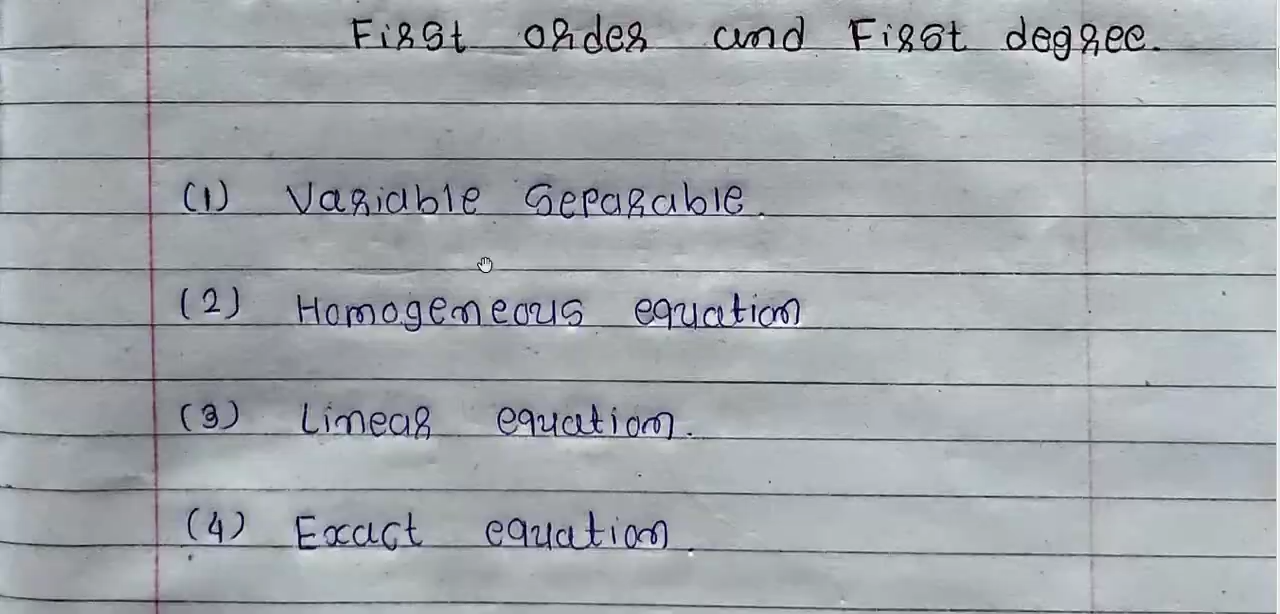 First order and First degree.
(1) Variable Separable.
(2) Homogeneous equation
(3) Linear equation.
(4) Exact equation.